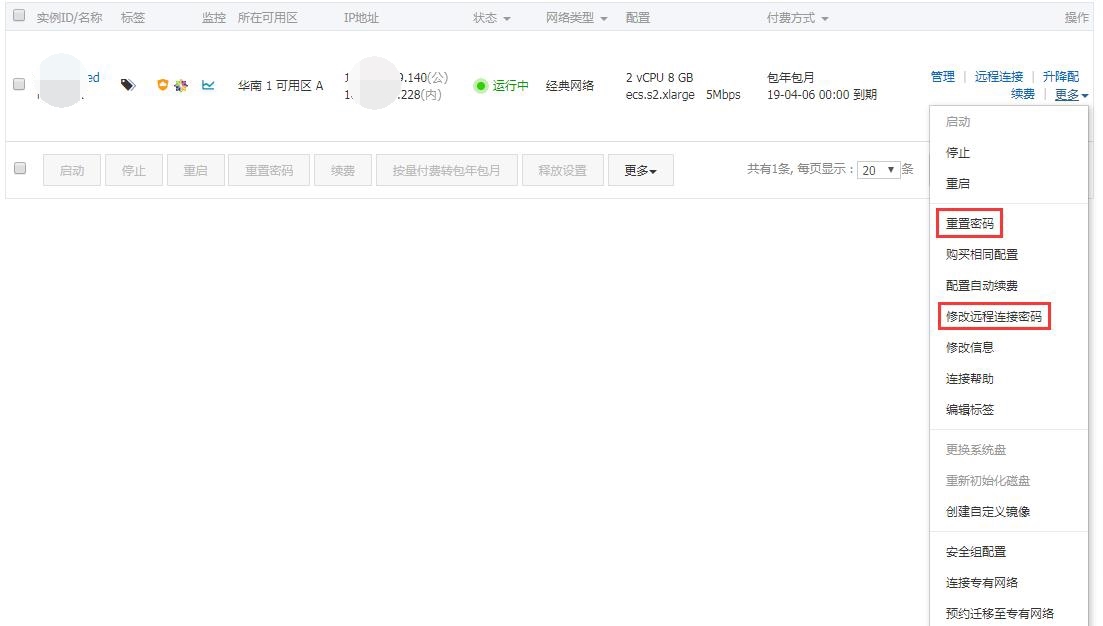 实例ID/名称 标签 监控 所在可用区 IP地址 状态 网络类型 配置 付费方式 操作
ed 华南 1 可用区 A 运行中 经典网络
9.140(公)
.228(内)
2 vCPU 8 GB
ecs.s2.xlarge 5Mbps
包年包月
19-04-06 00:00 到期
管理 | 远程连接 | 升降配
续费 | 更多
启动 停止 重启 重置密码 续费 按量付费转包年包月 释放设置 更多
共有1条, 每页显示 : 20 条
启动
停止
重启
重置密码
购买相同配置
配置自动续费
修改远程连接密码
修改信息
连接帮助
编辑标签
更换系统盘
重新初始化磁盘
创建自定义镜像
安全组配置
连接专有网络
预约迁移至专有网络